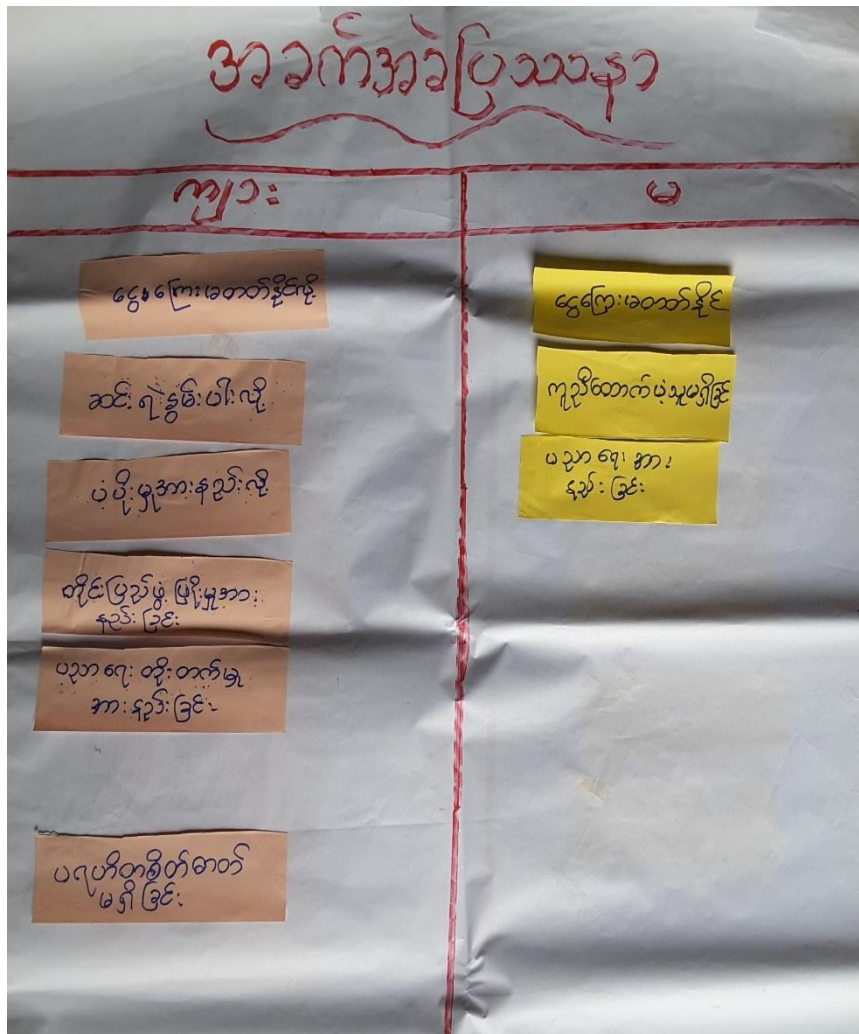 အခက်အခဲပြဿနာ
ကျား
မ
ငွေကြေးမတတ်နိုင်လို့
ဆင်းရဲနွမ်းပါးလို့
ပံ့ပိုးမှုအားနည်းလို့
တိုင်းပြည်ဖွံ့ဖြိုးမှုအား
နည်းခြင်း
ပညာရေးတိုးတက်မှု
အားနည်းခြင်း
ပရဟိတစိတ်ဓာတ်
မရှိခြင်း
ငွေကြေးမတတ်နိုင်
ကူညီထောက်ပံ့သူမရှိခြင်း
ပညာရေးအား
နည်းခြင်း